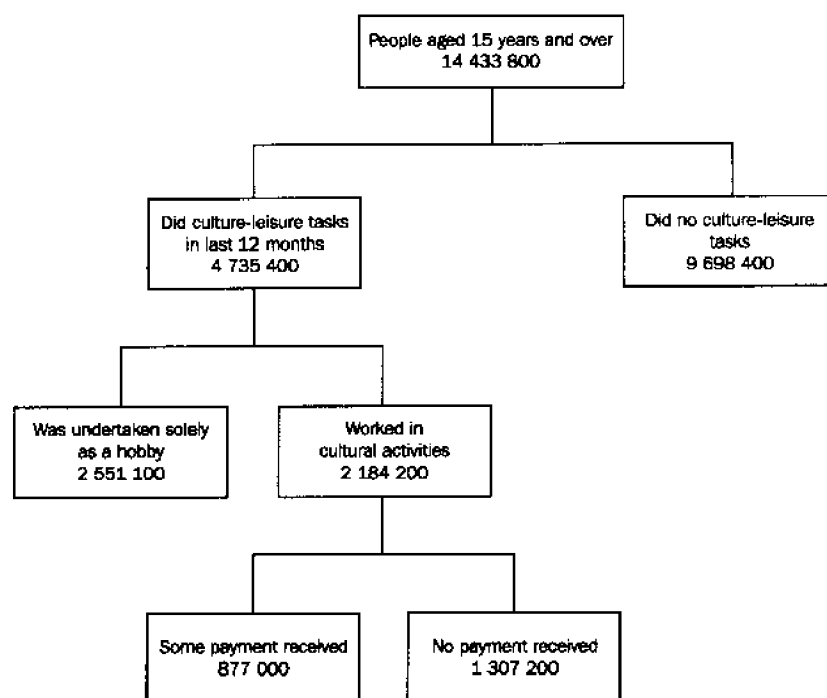 People aged 15 years and over
14 433 800
Did culture-leisure tasks
in last 12 months
4 735 400
Did no culture-leisure
tasks
9 698 400
Was undertaken solely
as a hobby
2 551 100
Worked in
cultural activities
2 184 200
Some payment received
877 000
No payment received
1 307 200